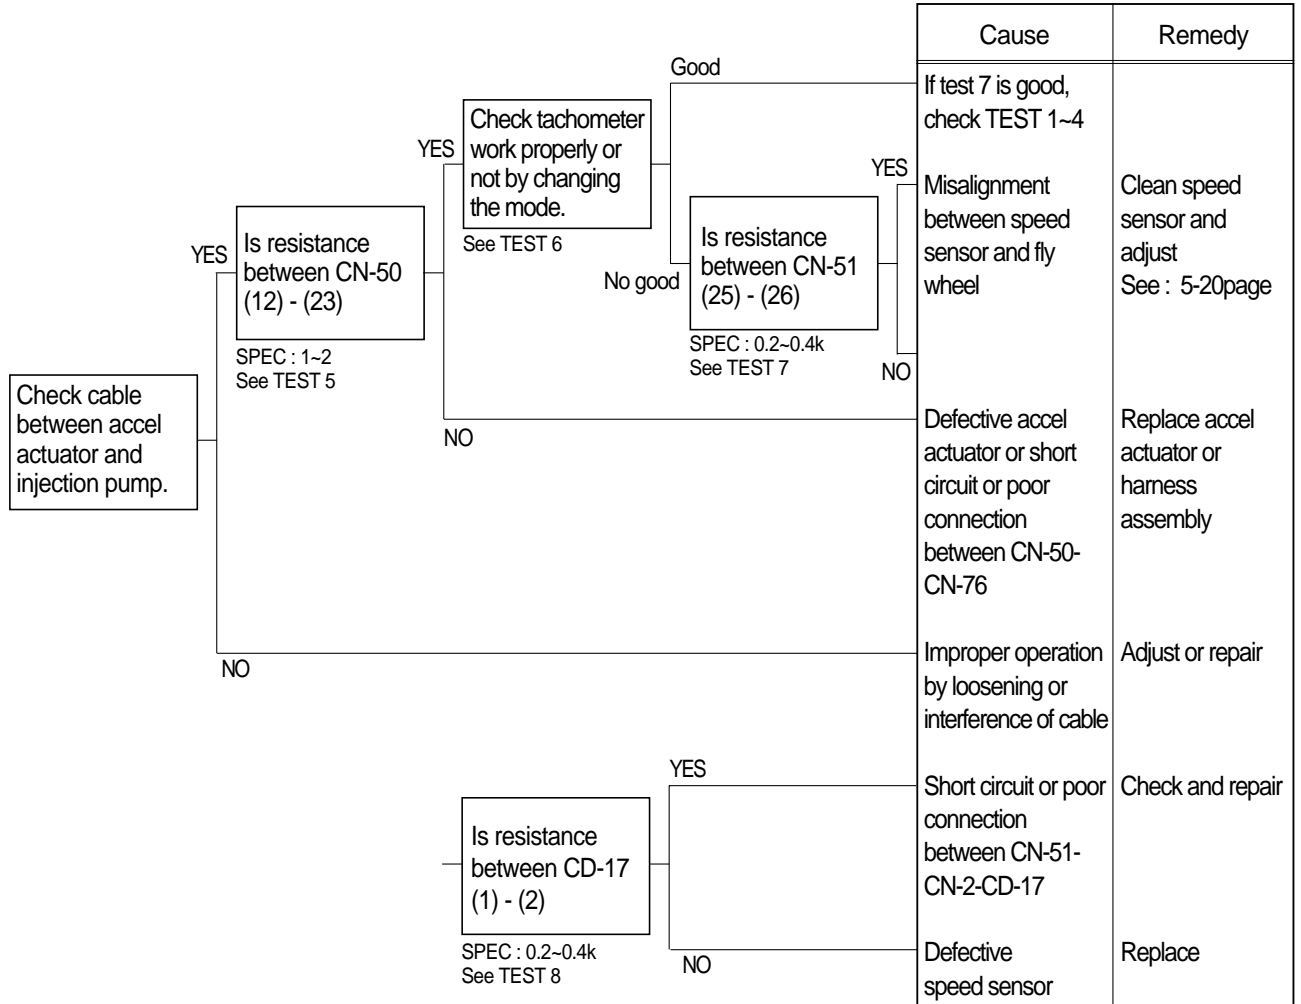 Cause
Remedy
Good
If test 7 is good,
check TEST 1~4
Check tachometer
work properly or
not by changing
the mode.
See TEST 6
YES
YES
Misalignment
between speed
sensor and fly
wheel
Clean speed
sensor and
adjust
See : 5-20page
Is resistance
between CN-50
(12) - (23)
SPEC : 1~2
See TEST 5
YES
No good
Is resistance
between CN-51
(25) - (26)
SPEC : 0.2~0.4k
See TEST 7
NO
Check cable
between accel
actuator and
injection pump.
NO
Defective accel
actuator or short
circuit or poor
connection
between CN-50-
CN-76
Replace accel
actuator or
harness
assembly
NO
Improper operation
by loosening or
interference of cable
Adjust or repair
YES
Short circuit or poor
connection
between CN-51-
CN-2-CD-17
Check and repair
Is resistance
between CD-17
(1) - (2)
SPEC : 0.2~0.4k
See TEST 8
NO
Defective
speed sensor
Replace